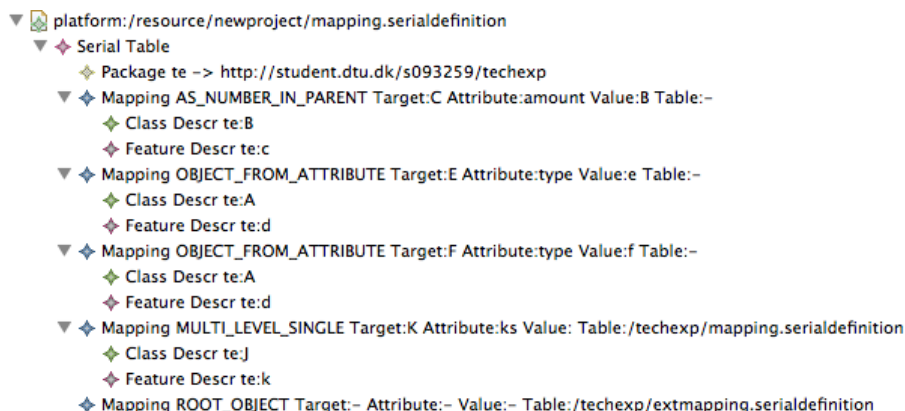 platform:/resource/newproject/mapping.serialdefinition
Serial Table
Package te -> http://student.dtu.dk/s093259/techexp
Mapping AS_NUMBER_IN_PARENT Target:C Attribute:amount Value:B Table:-
Class Descr te:B
Feature Descr te:c
Mapping OBJECT_FROM_ATTRIBUTE Target:E Attribute:type Value:e Table:-
Class Descr te:A
Feature Descr te:d
Mapping OBJECT_FROM_ATTRIBUTE Target:F Attribute:type Value:f Table:-
Class Descr te:A
Feature Descr te:d
Mapping MULTI_LEVEL_SINGLE Target:K Attribute:ks Value: Table:/techexp/mapping.serialdefinition
Class Descr te:J
Feature Descr te:k
Mapping ROOT_OBJECT Target:- Attribute:- Value:- Table:/techexp/extmapping.serialdefinition